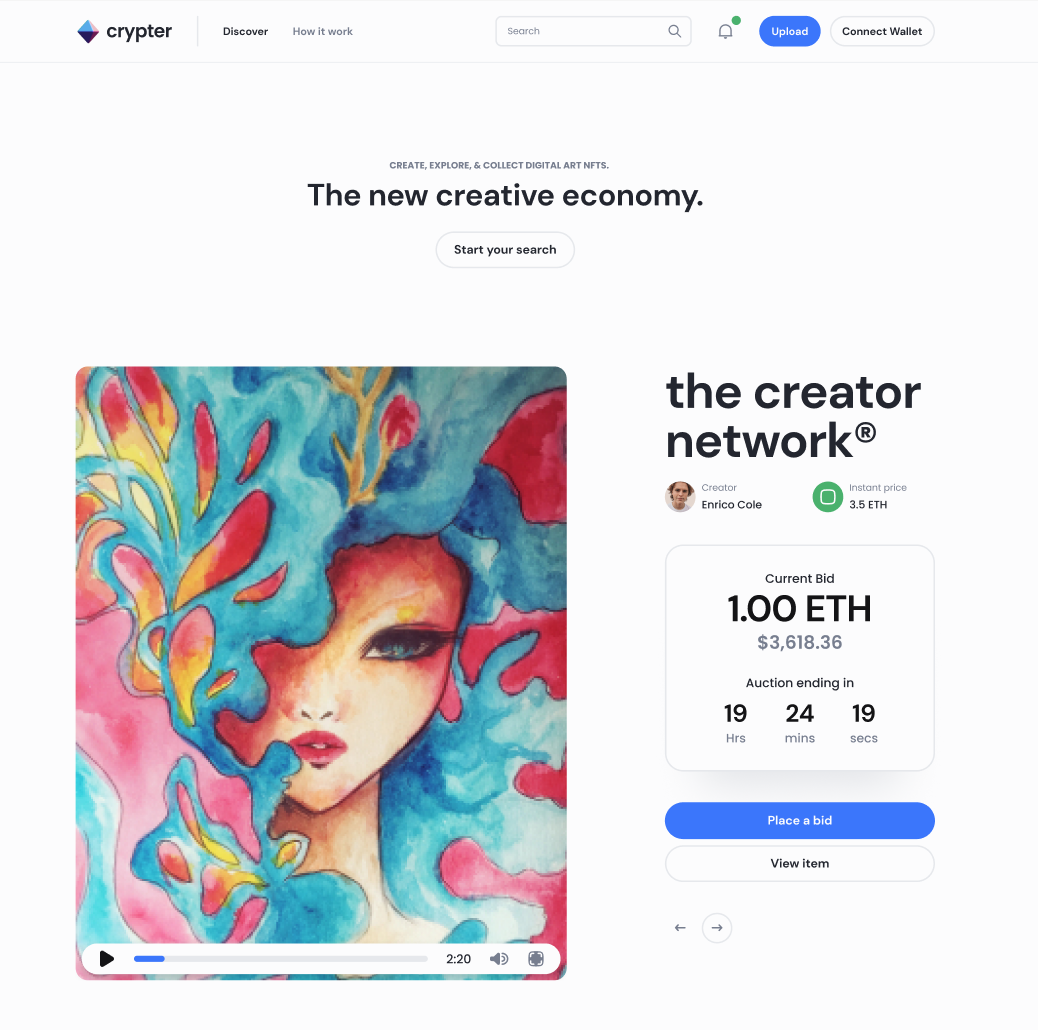 crypter
Discover
How it work
Search
Upload
Connect Wallet
CREATE, EXPLORE, & COLLECT DIGITAL ART NFTS.
The new creative economy.
Start your search
the creator
network®
Creator
Enrico Cole
Instant price
3.5 ETH
Current Bid
1.00 ETH
$3,618.36
Auction ending in
19 24 19
Hrs mins secs
Place a bid
View item
2:20